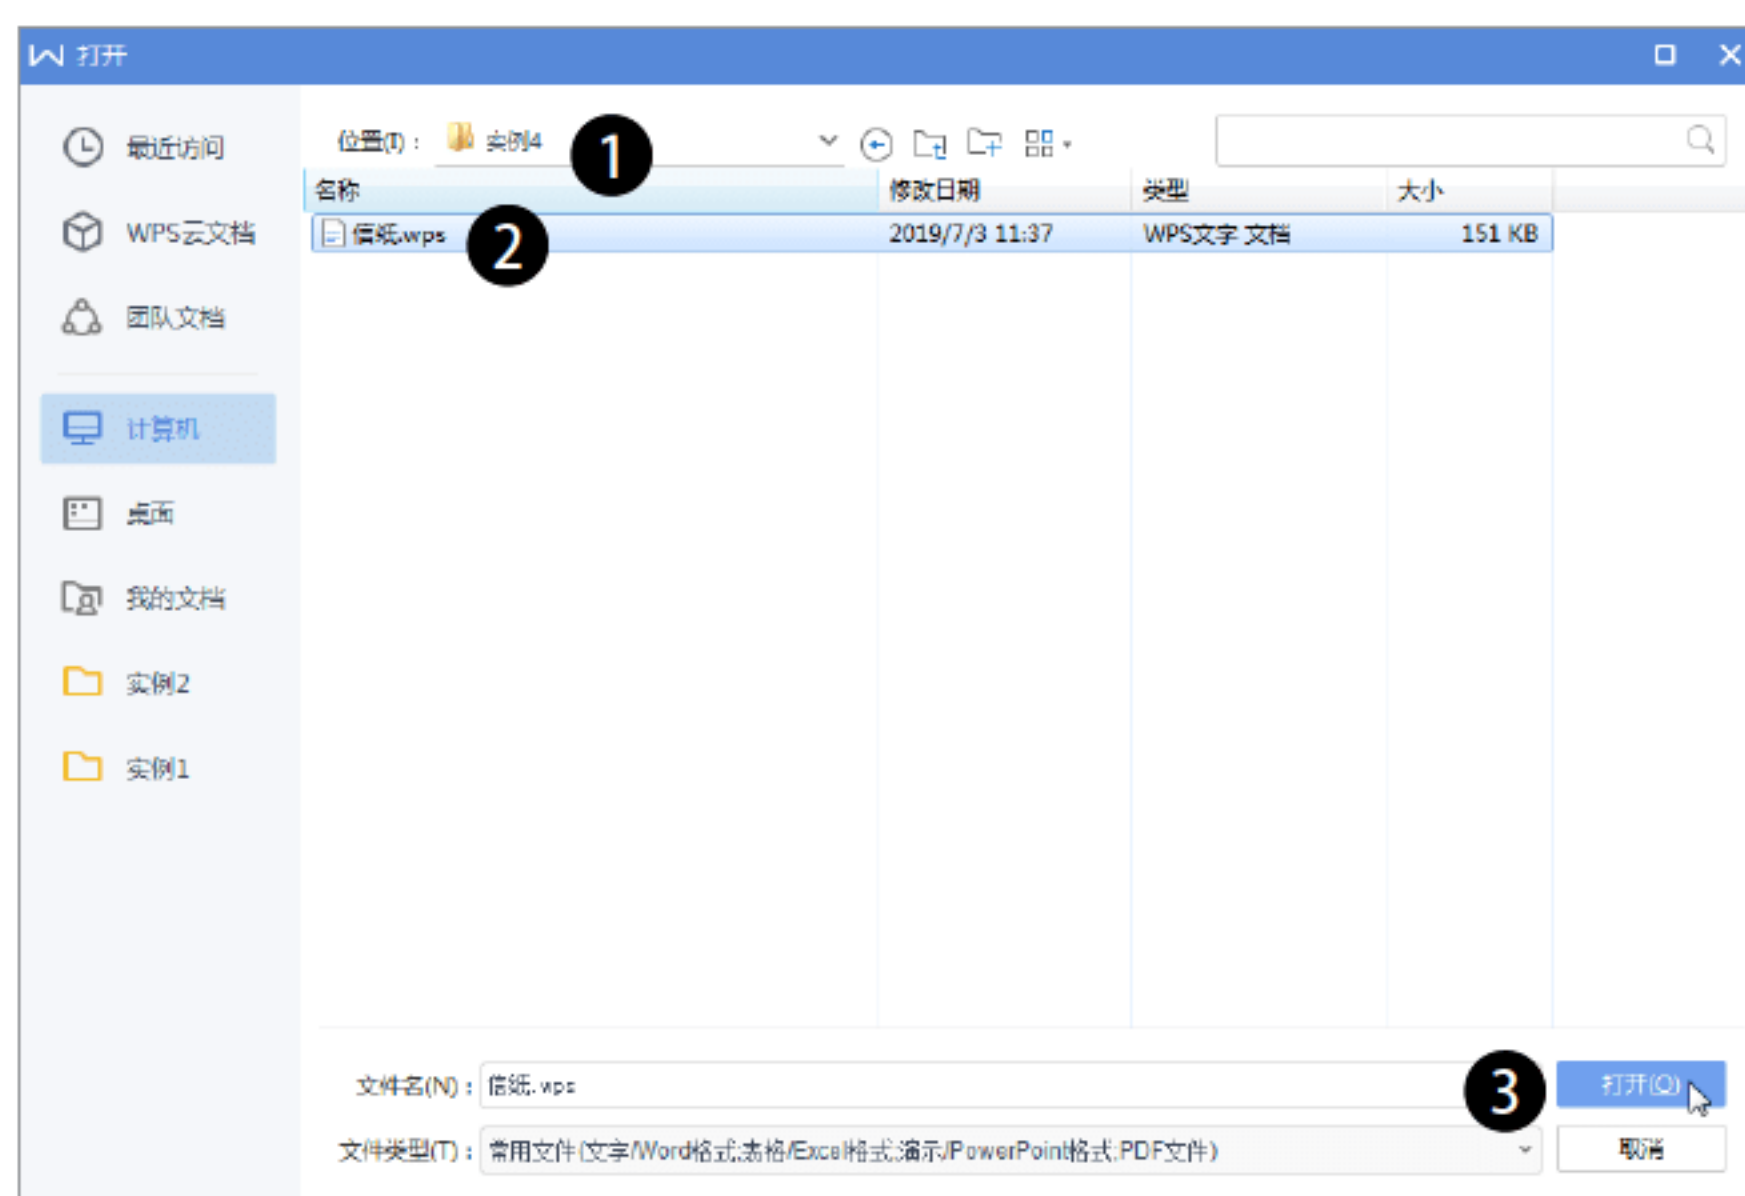 打开
最近访问
WPS云文档
团队文档
计算机
桌面
我的文档
实例2
实例1
位置(I)： 实例4 1
名称 修改日期 类型 大小
信纸.wps 2 2019/7/3 11:37 WPS文字 文档 151 KB
文件名(N)： 信纸.wps 3 打开(O)
文件类型(T)： 常用文件(文字/Word格式;表格/Excel格式;演示/PowerPoint格式;PDF文件) 取消